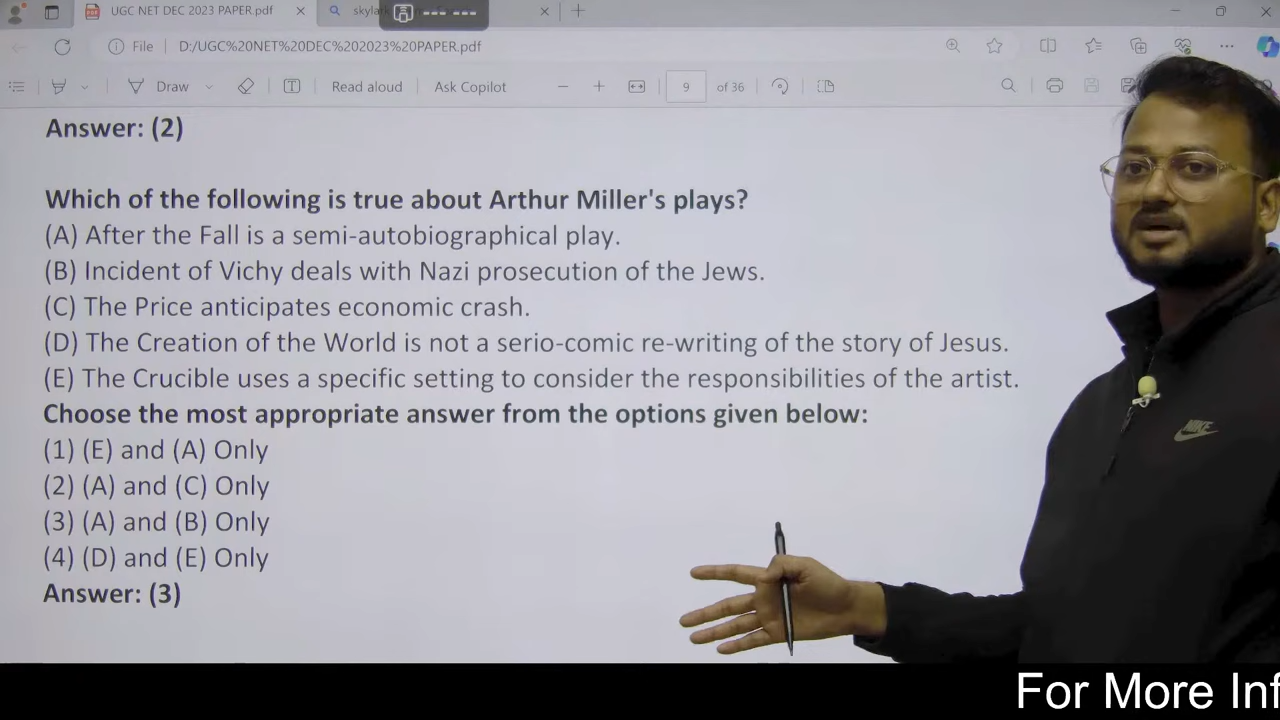 UGC NET DEC 2023 PAPER.pdf
File D:/UGC%20NET%20DEC%202023%20PAPER.pdf
Draw Read aloud Ask Copilot 9 of 36
Answer: (2)
Which of the following is true about Arthur Miller's plays?
(A) After the Fall is a semi-autobiographical play.
(B) Incident of Vichy deals with Nazi prosecution of the Jews.
(C) The Price anticipates economic crash.
(D) The Creation of the World is not a serio-comic re-writing of the story of Jesus.
(E) The Crucible uses a specific setting to consider the responsibilities of the artist.
Choose the most appropriate answer from the options given below:
(1) (E) and (A) Only
(2) (A) and (C) Only
(3) (A) and (B) Only
(4) (D) and (E) Only
Answer: (3)
NIKE
For More Inf